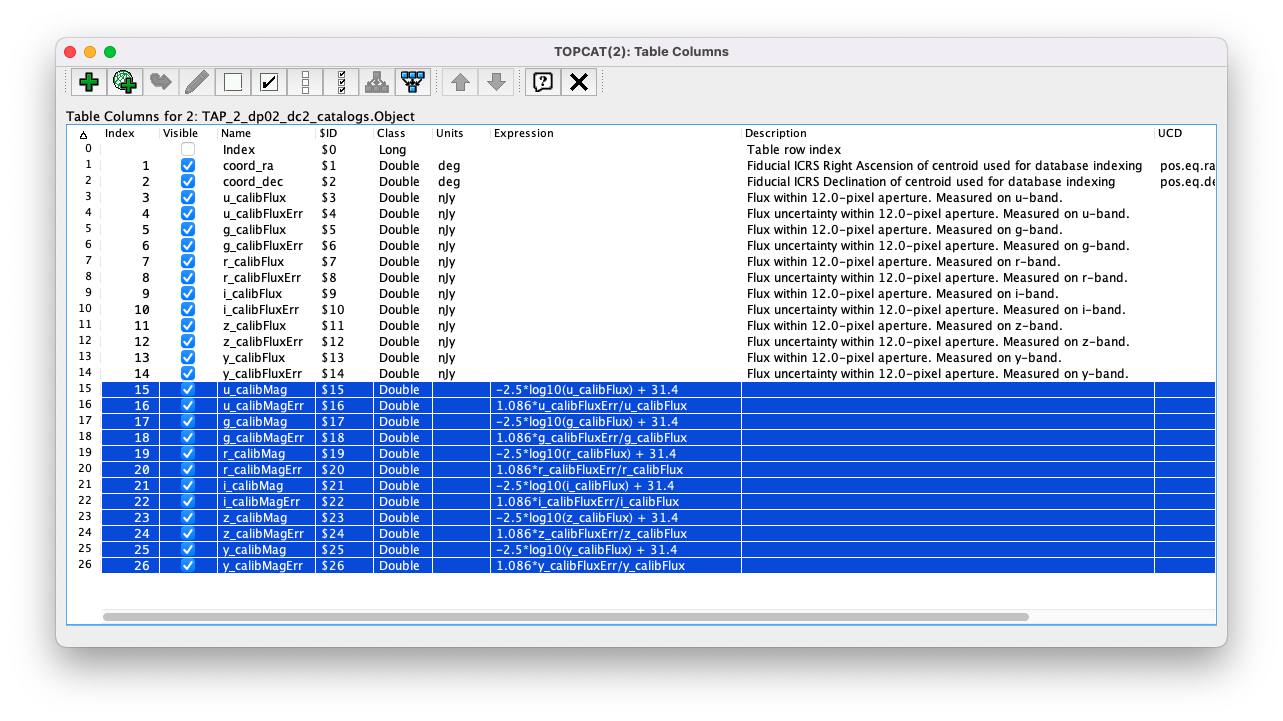 TOPCAT(2): Table Columns
Table Columns for 2: TAP_2_dp02_dc2_catalogs.Object
△ Index Visible Name $ID Class Units Expression Description UCD
0 Index $0 Long Table row index
1 1 coord_ra $1 Double deg Fiducial ICRS Right Ascension of centroid used for database indexing pos.eq.ra
2 2 coord_dec $2 Double deg Fiducial ICRS Declination of centroid used for database indexing pos.eq.de
3 3 u_calibFlux $3 Double nJy Flux within 12.0-pixel aperture. Measured on u-band.
4 4 u_calibFluxErr $4 Double nJy Flux uncertainty within 12.0-pixel aperture. Measured on u-band.
5 5 g_calibFlux $5 Double nJy Flux within 12.0-pixel aperture. Measured on g-band.
6 6 g_calibFluxErr $6 Double nJy Flux uncertainty within 12.0-pixel aperture. Measured on g-band.
7 7 r_calibFlux $7 Double nJy Flux within 12.0-pixel aperture. Measured on r-band.
8 8 r_calibFluxErr $8 Double nJy Flux uncertainty within 12.0-pixel aperture. Measured on r-band.
9 9 i_calibFlux $9 Double nJy Flux within 12.0-pixel aperture. Measured on i-band.
10 10 i_calibFluxErr $10 Double nJy Flux uncertainty within 12.0-pixel aperture. Measured on i-band.
11 11 z_calibFlux $11 Double nJy Flux within 12.0-pixel aperture. Measured on z-band.
12 12 z_calibFluxErr $12 Double nJy Flux uncertainty within 12.0-pixel aperture. Measured on z-band.
13 13 y_calibFlux $13 Double nJy Flux within 12.0-pixel aperture. Measured on y-band.
14 14 y_calibFluxErr $14 Double nJy Flux uncertainty within 12.0-pixel aperture. Measured on y-band.
15 15 u_calibMag $15 Double -2.5*log10(u_calibFlux) + 31.4
16 16 u_calibMagErr $16 Double 1.086*u_calibFluxErr/u_calibFlux
17 17 g_calibMag $17 Double -2.5*log10(g_calibFlux) + 31.4
18 18 g_calibMagErr $18 Double 1.086*g_calibFluxErr/g_calibFlux
19 19 r_calibMag $19 Double -2.5*log10(r_calibFlux) + 31.4
20 20 r_calibMagErr $20 Double 1.086*r_calibFluxErr/r_calibFlux
21 21 i_calibMag $21 Double -2.5*log10(i_calibFlux) + 31.4
22 22 i_calibMagErr $22 Double 1.086*i_calibFluxErr/i_calibFlux
23 23 z_calibMag $23 Double -2.5*log10(z_calibFlux) + 31.4
24 24 z_calibMagErr $24 Double 1.086*z_calibFluxErr/z_calibFlux
25 25 y_calibMag $25 Double -2.5*log10(y_calibFlux) + 31.4
26 26 y_calibMagErr $26 Double 1.086*y_calibFluxErr/y_calibFlux